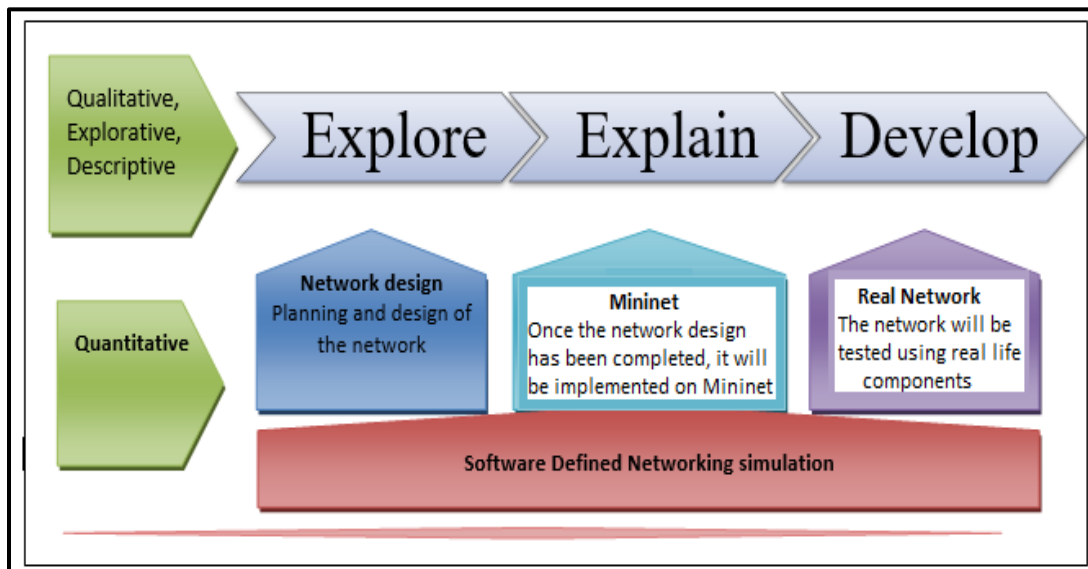 Qualitative,
Explorative,
Descriptive
Explore
Explain
Develop
Network design
Planning and design of
the network
Mininet
Once the network design
has been completed, it will
be implemented on Mininet
Real Network
The network will be
tested using real life
components
Quantitative
Software Defined Networking simulation